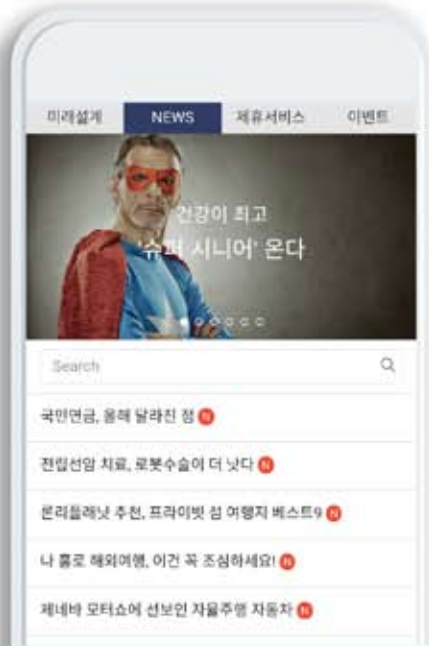 미래설계 NEWS 제휴서비스 이벤트
건강이 최고
'슈퍼 시니어' 온다
Search
국민연금, 올해 달라진 점 N
전립선암 치료, 로봇수술이 더 낫다 N
론리플래닛 추천, 프라이빗 섬 여행지 베스트9 N
나 홀로 해외여행, 이건 꼭 조심하세요! N
제네바 모터쇼에 선보인 자율주행 자동차 N